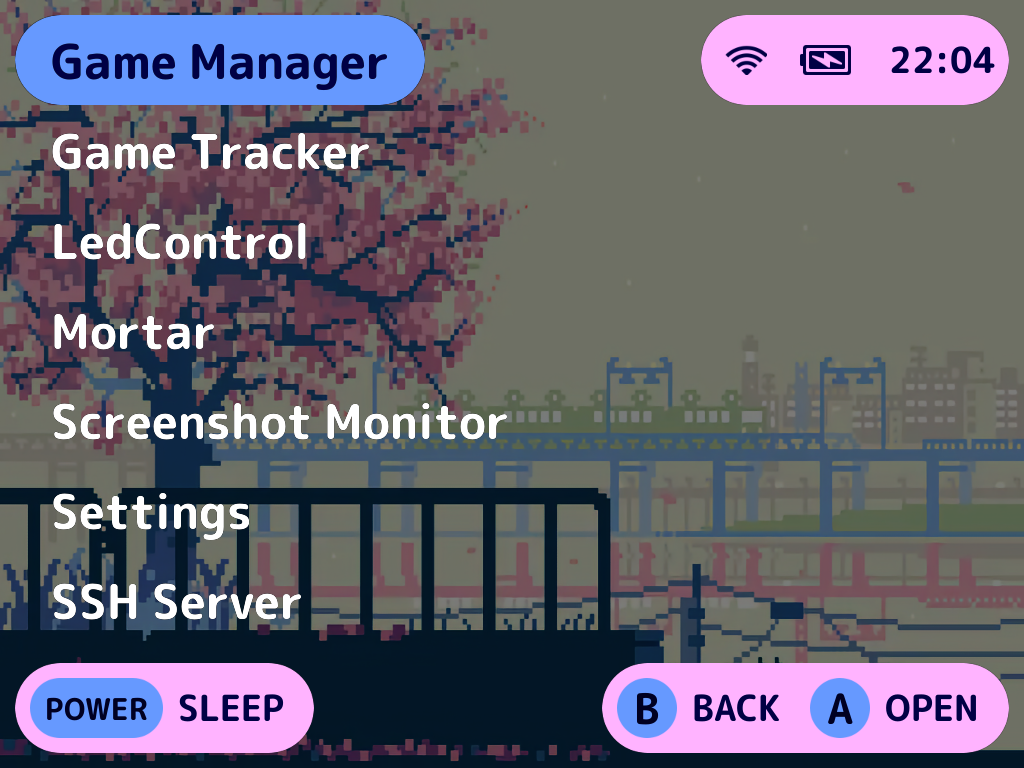 Game Manager
22:04
Game Tracker
LedControl
Mortar
Screenshot Monitor
Settings
SSH Server
POWER SLEEP
B BACK A OPEN